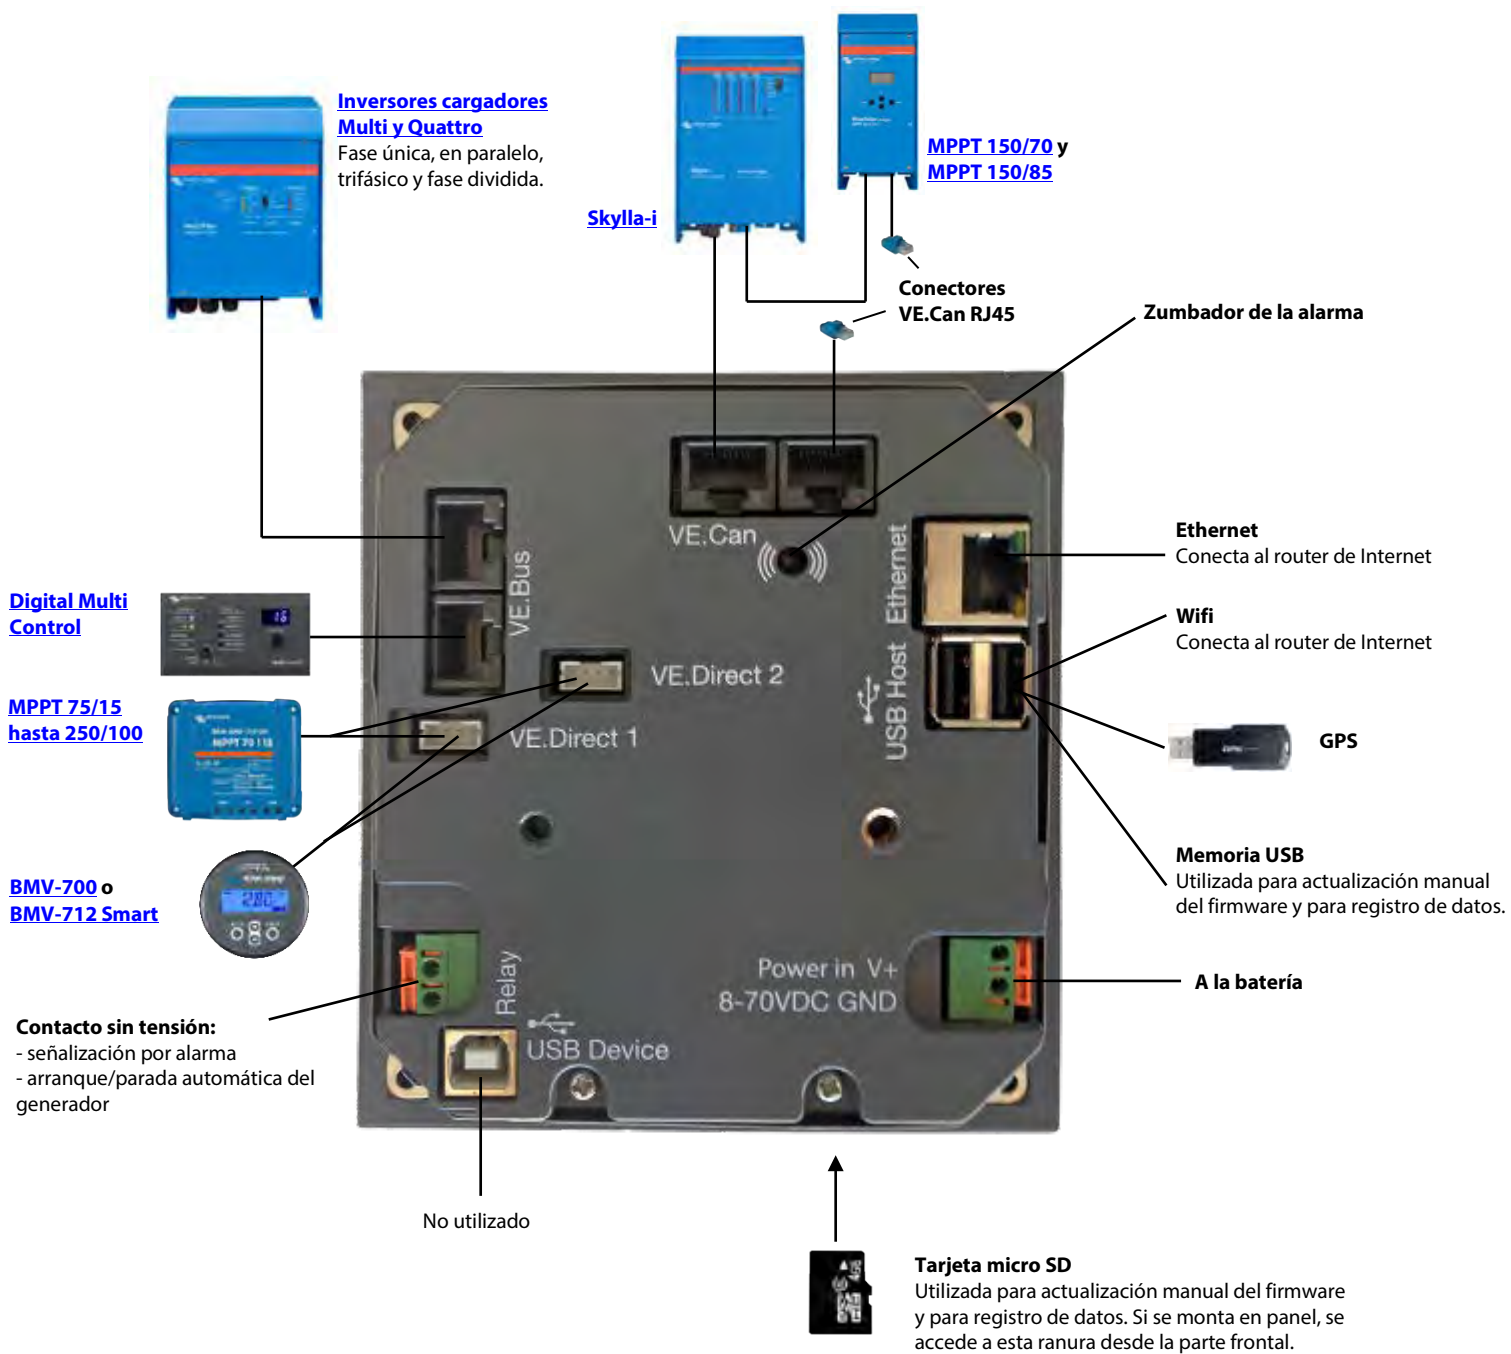 Inversores cargadores
Multi y Quattro
Fase única, en paralelo,
trifásico y fase dividida.
MPPT 150/70 y
MPPT 150/85
Skylla-i
Conectores
VE.Can RJ45
Zumbador de la alarma
VE.Can
Ethernet
Ethernet
Conecta al router de Internet
VE.Bus
Digital Multi
Control
Wifi
Conecta al router de Internet
VE.Direct 2
USB Host
MPPT 75/15
hasta 250/100
VE.Direct 1
GPS
Memoria USB
Utilizada para actualización manual
del firmware y para registro de datos.
BMV-700 o
BMV-712 Smart
Relay
Power in V+
8-70VDC GND
A la batería
Contacto sin tensión:
- señalización por alarma
- arranque/parada automática del
generador
USB Device
No utilizado
4GB
Tarjeta micro SD
Utilizada para actualización manual del firmware
y para registro de datos. Si se monta en panel, se
accede a esta ranura desde la parte frontal.